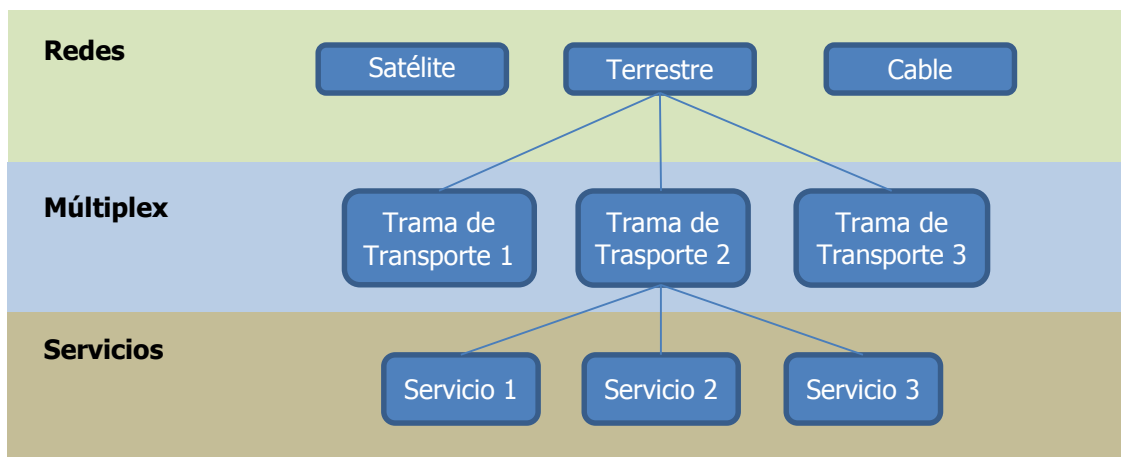 Redes
Satélite
Terrestre
Cable
Múltiplex
Trama de
Transporte 1
Trama de
Trasporte 2
Trama de
Transporte 3
Servicios
Servicio 1
Servicio 2
Servicio 3